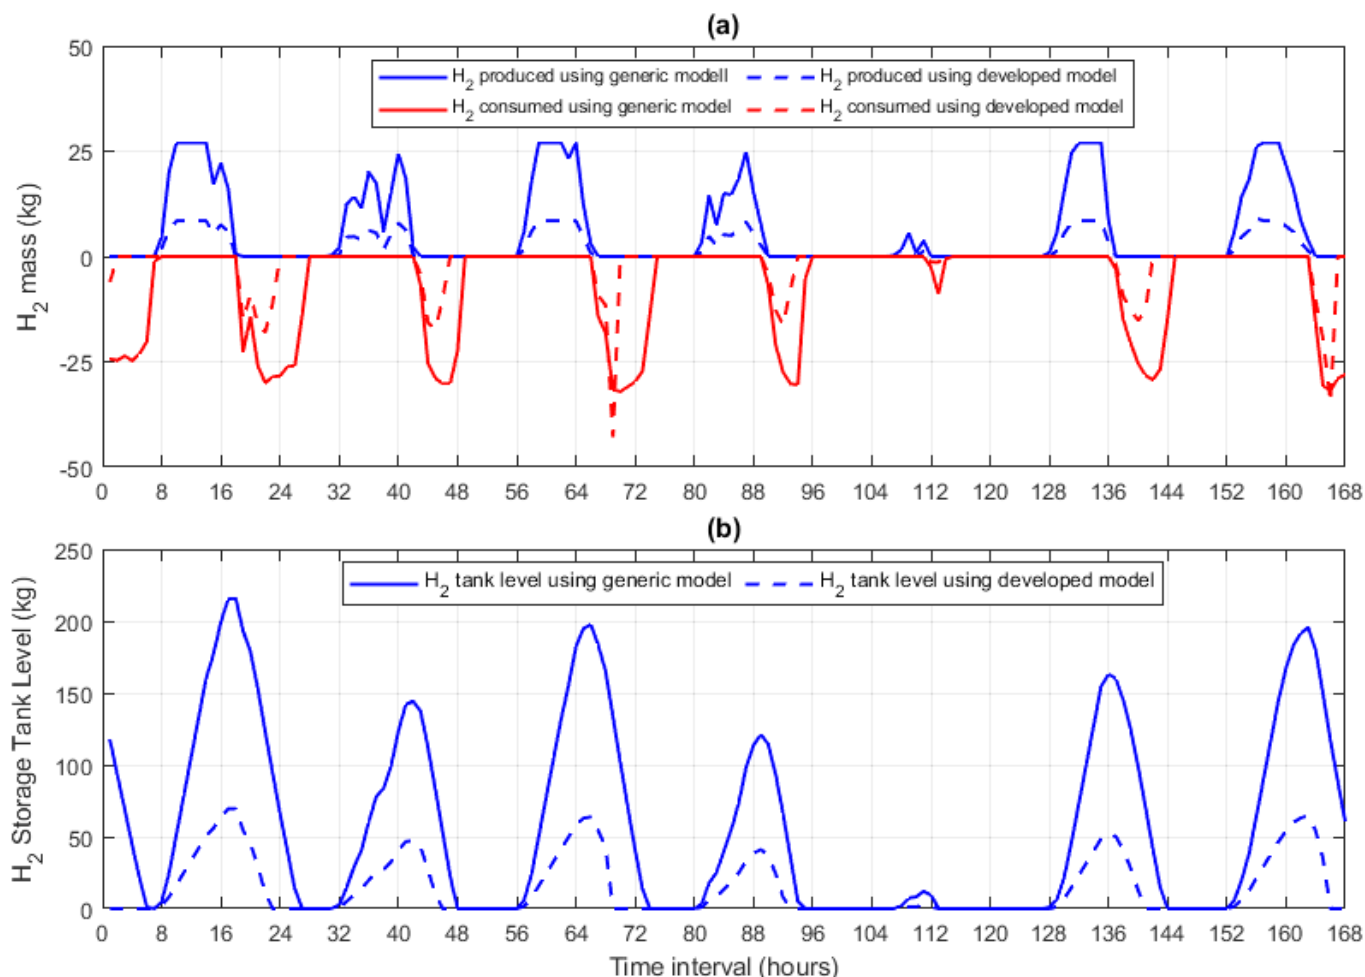 (a)
50
25
0
-25
-50
H2 mass (kg)
H2 produced using generic modell
H2 produced using developed model
H2 consumed using generic model
H2 consumed using developed model
0 8 16 24 32 40 48 56 64 72 80 88 96 104 112 120 128 136 144 152 160 168
(b)
250
200
150
100
50
0
H2 Storage Tank Level (kg)
H2 tank level using generic model
H2 tank level using developed model
0 8 16 24 32 40 48 56 64 72 80 88 96 104 112 120 128 136 144 152 160 168
Time interval (hours)